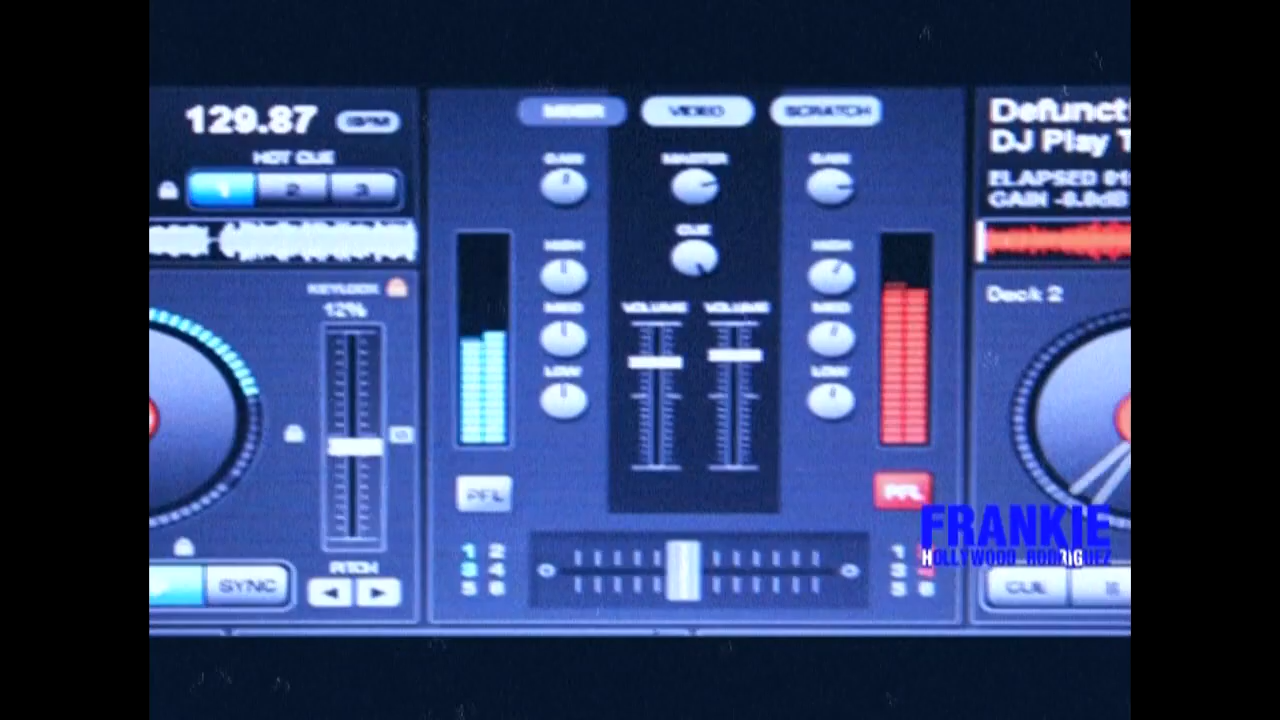 129.87 BPM
HOT CUE
1 2 3
KEYLOCK
12%
PITCH
SYNC
MIXER VIDEO SCRATCH
GAIN MASTER GAIN
CUE
HIGH HIGH
MED MED
VOLUME VOLUME
LOW LOW
PFL PFL
1 2
3 4
5 6
1
3 4
5 6
Defunct
DJ Play T
ELAPSED 01:
GAIN -0.0dB
Deck 2
CUE
FRANKIE
HOLLYWOOD RODRIGUEZ